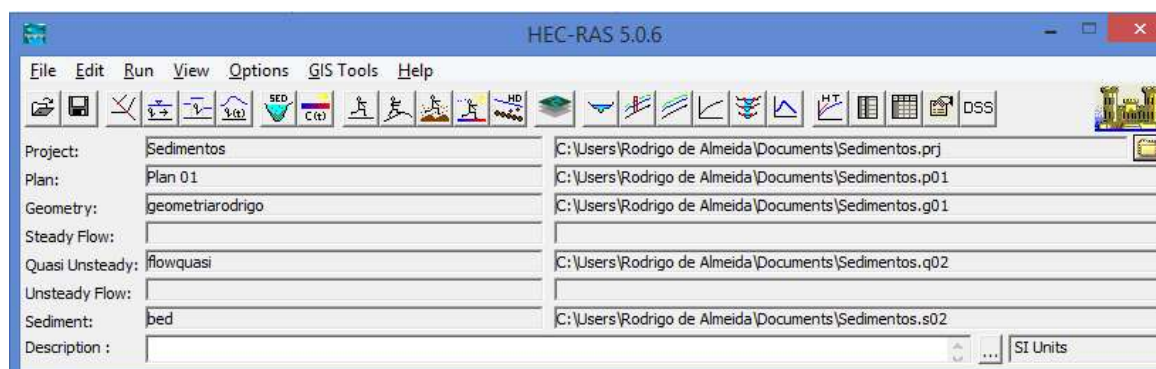 HEC-RAS 5.0.6
File Edit Run View Options GIS Tools Help
SED C(t) HD HT DSS
Project: Sedimentos C:\Users\Rodrigo de Almeida\Documents\Sedimentos.prj
Plan: Plan 01 C:\Users\Rodrigo de Almeida\Documents\Sedimentos.p01
Geometry: geometriarodrigo C:\Users\Rodrigo de Almeida\Documents\Sedimentos.g01
Steady Flow:
Quasi Unsteady: flowquasi C:\Users\Rodrigo de Almeida\Documents\Sedimentos.q02
Unsteady Flow:
Sediment: bed C:\Users\Rodrigo de Almeida\Documents\Sedimentos.s02
Description : ... SI Units